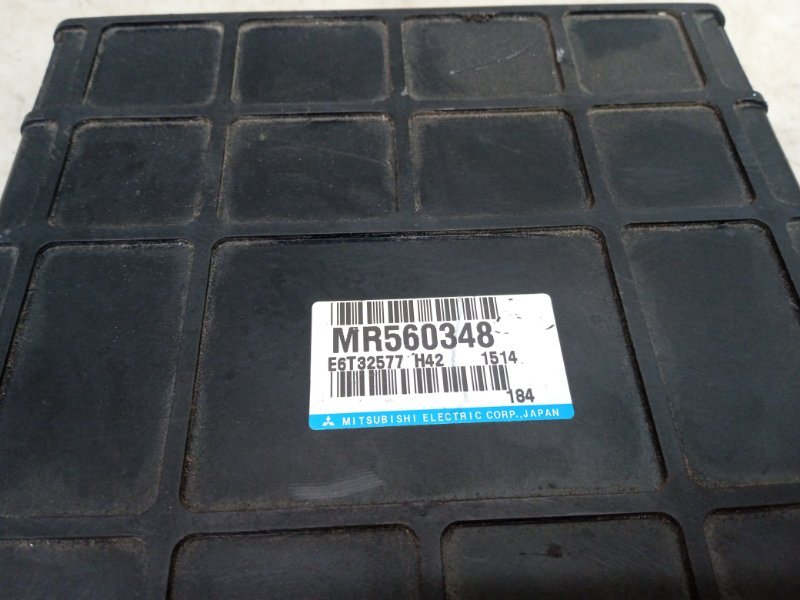 MR560348
E6T32577 H42 1514
184
MITSUBISHI ELECTRIC CORP., JAPAN